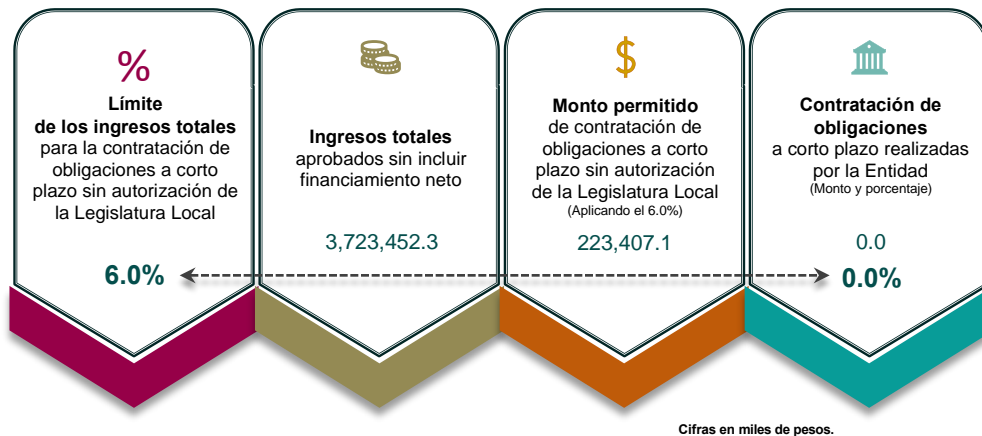 %
Límite
de los ingresos totales
para la contratación de
obligaciones a corto
plazo sin autorización de
la Legislatura Local
6.0%
Ingresos totales
aprobados sin incluir
financiamiento neto
3,723,452.3
$
Monto permitido
de contratación de
obligaciones a corto
plazo sin autorización
de la Legislatura Local
(Aplicando el 6.0%)
223,407.1
Contratación de
obligaciones
a corto plazo realizadas
por la Entidad
(Monto y porcentaje)
0.0
0.0%
Cifras en miles de pesos.